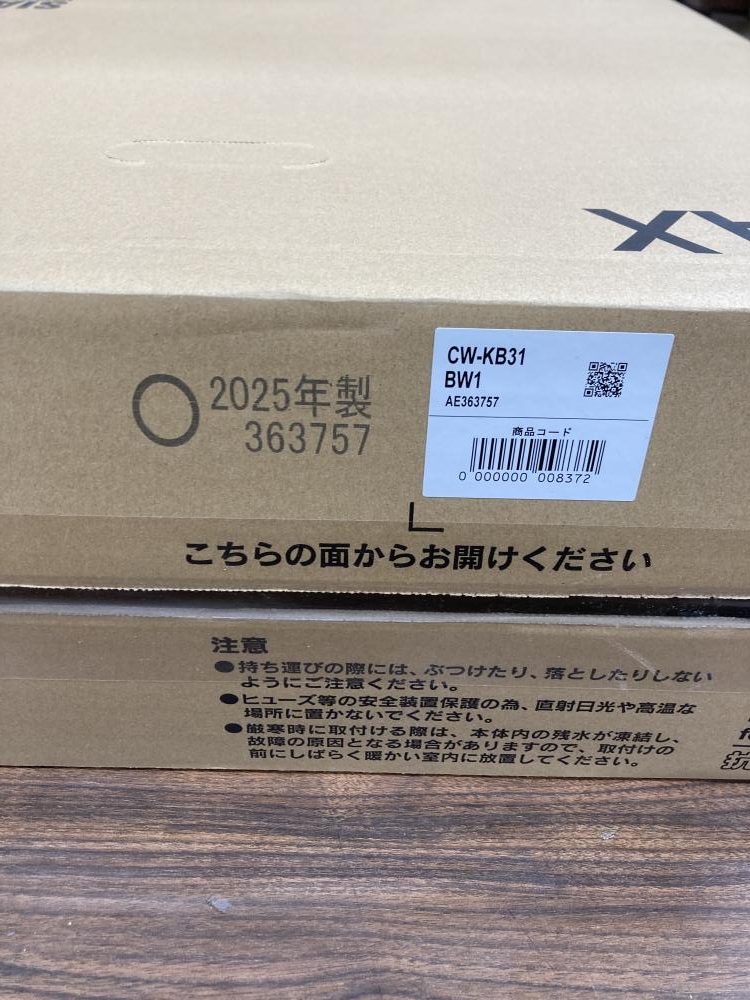 AX
2025年製
363757
CW-KB31
BW1
AE363757
商品コード
0 000000 008372
こちらの面からお開けください
注意
●持ち運びの際には、ぶつけたり、落としたりしない
ようにご注意ください。
●ヒューズ等の安全装置保護の為、直射日光や高温な
場所に置かないでください。
●厳寒時に取付ける際は、本体内の残水が凍結し、
故障の原因となる場合がありますので、取付けの
前にしばらく暖かい室内に放置してください。